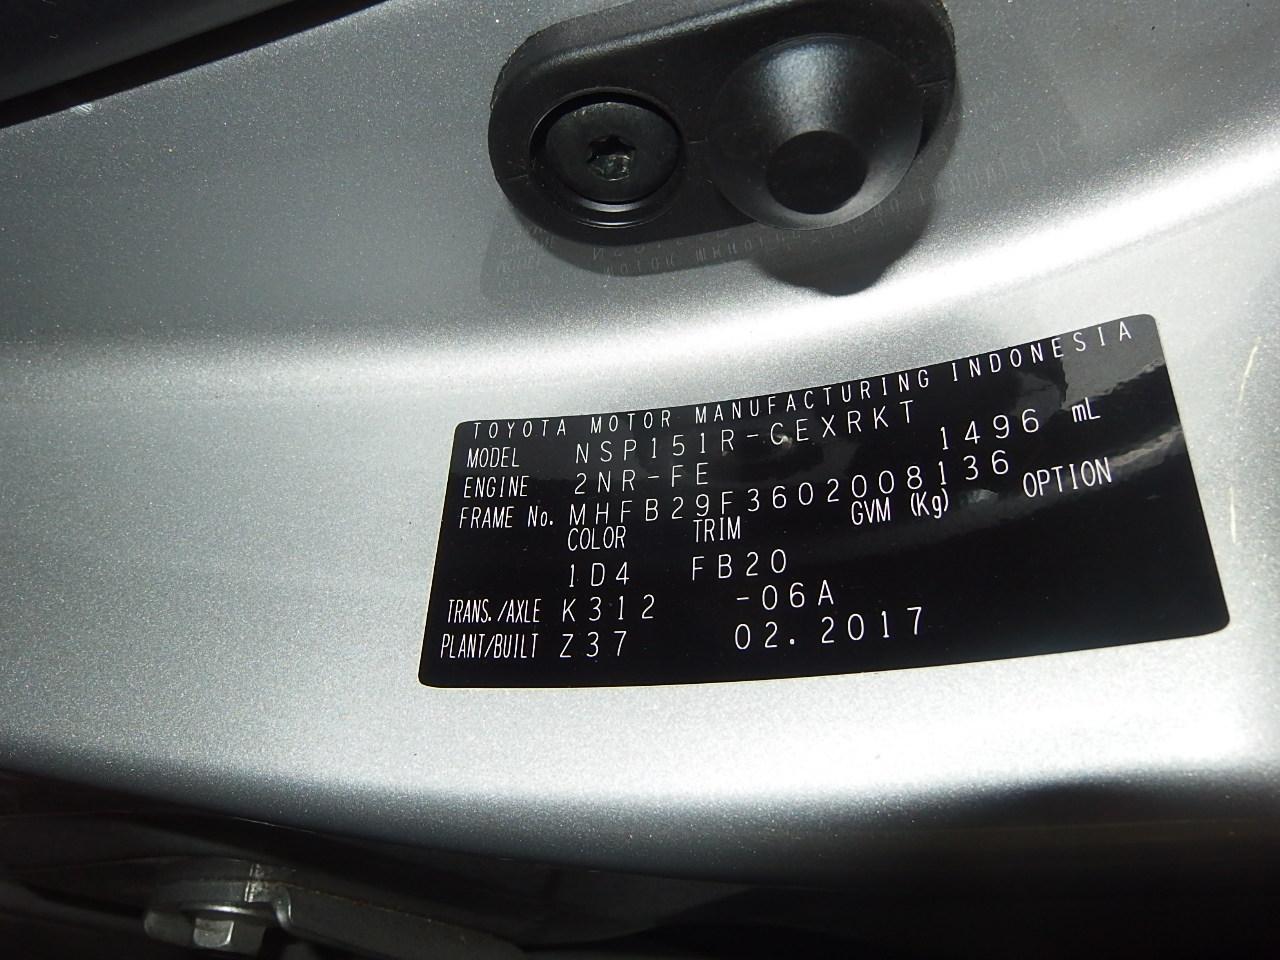 TOYOTA MOTOR MANUFACTURING INDONESIA
MODEL NSP151R-CEXRKT
ENGINE 2NR-FE 1496 mL
FRAME No. MHFB29F3602008136
COLOR TRIM GVM (Kg) OPTION
1D4 FB20
TRANS./AXLE K312 -06A
PLANT/BUILT Z37 02.2017